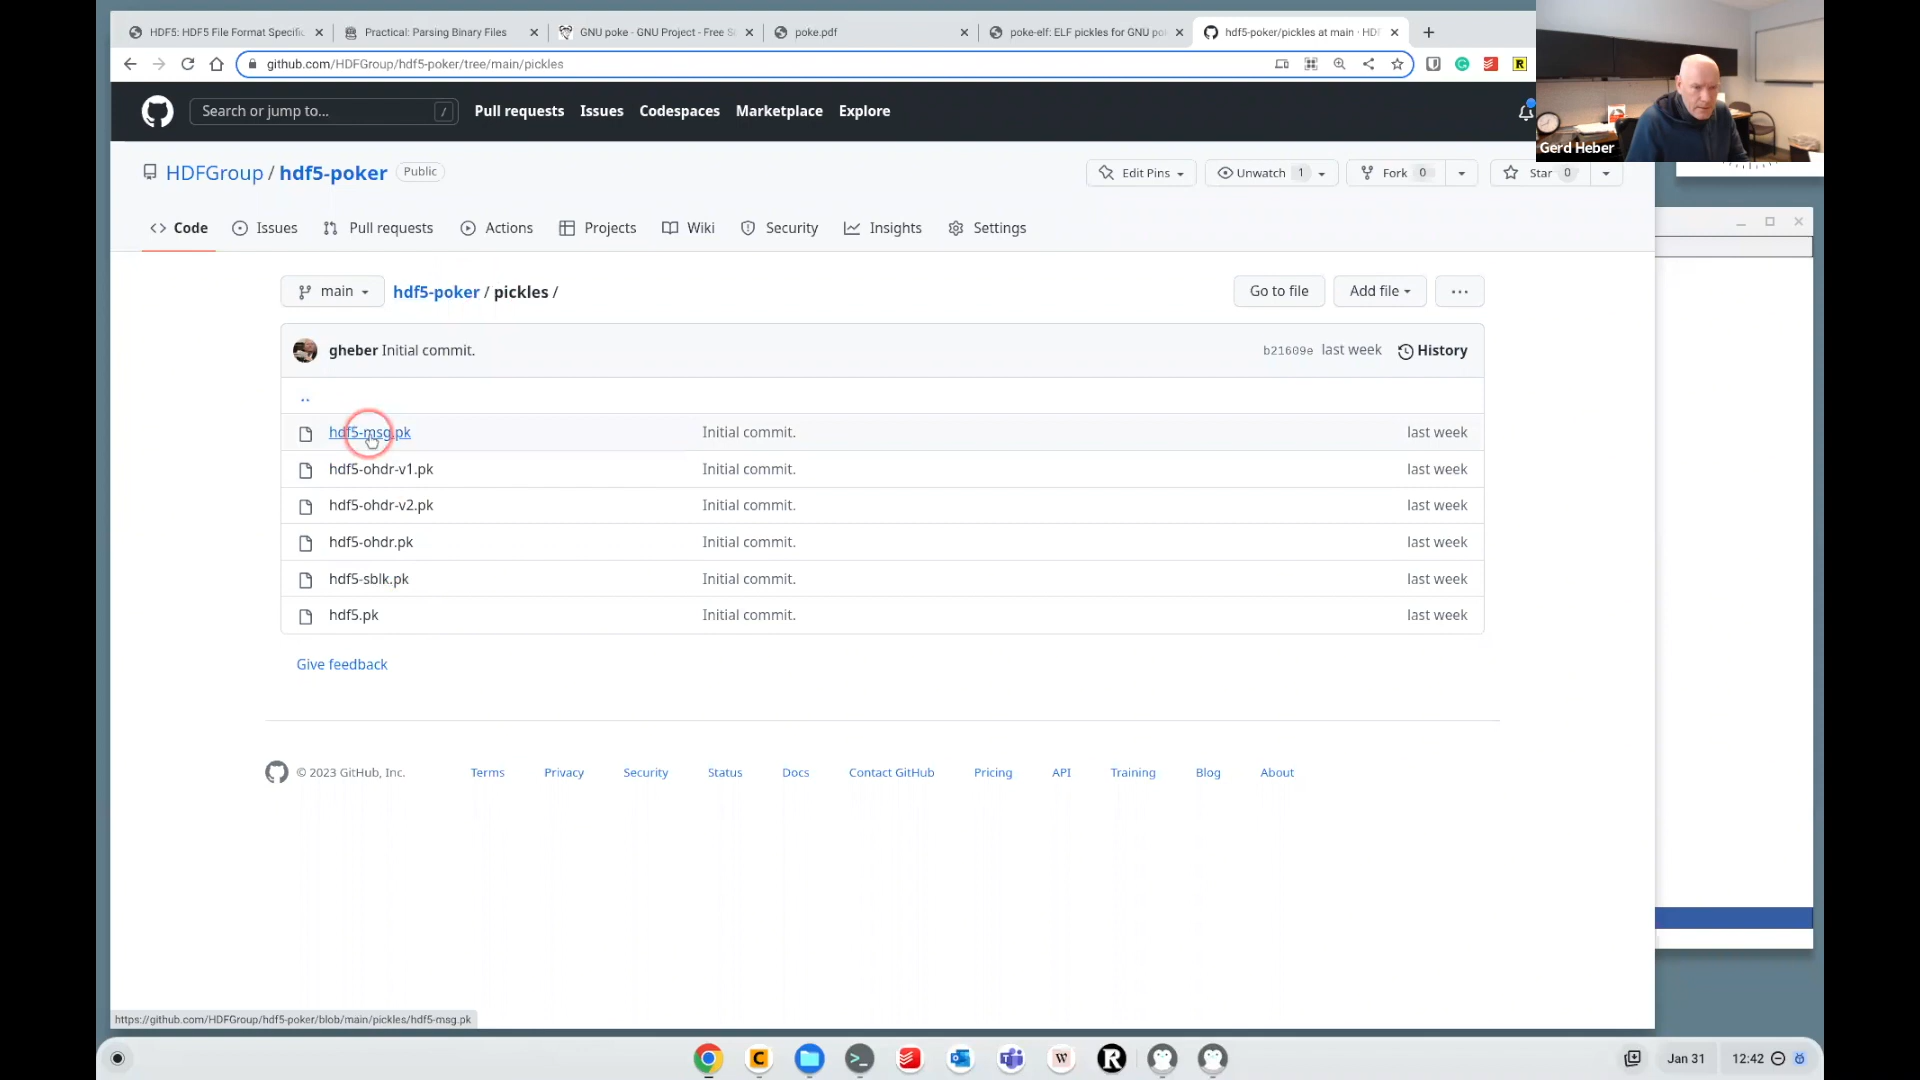 HDF5: HDF5 File Format Specific
Practical: Parsing Binary Files
GNU poke - GNU Project - Free S
poke.pdf
poke-elf: ELF pickles for GNU po
hdf5-poker/pickles at main · HDF
github.com/HDFGroup/hdf5-poker/tree/main/pickles
Search or jump to...
/
Pull requests
Issues
Codespaces
Marketplace
Explore
Gerd Heber
HDFGroup / hdf5-poker
Public
Edit Pins
Unwatch 1
Fork 0
Star 0
Code
Issues
Pull requests
Actions
Projects
Wiki
Security
Insights
Settings
main
hdf5-poker / pickles /
Go to file
Add file
...
gheber Initial commit.
b21609e last week
History
..
hdf5-msg.pk Initial commit. last week
hdf5-ohdr-v1.pk Initial commit. last week
hdf5-ohdr-v2.pk Initial commit. last week
hdf5-ohdr.pk Initial commit. last week
hdf5-sblk.pk Initial commit. last week
hdf5.pk Initial commit. last week
Give feedback
© 2023 GitHub, Inc.
Terms
Privacy
Security
Status
Docs
Contact GitHub
Pricing
API
Training
Blog
About
https://github.com/HDFGroup/hdf5-poker/blob/main/pickles/hdf5-msg.pk
Jan 31
12:42